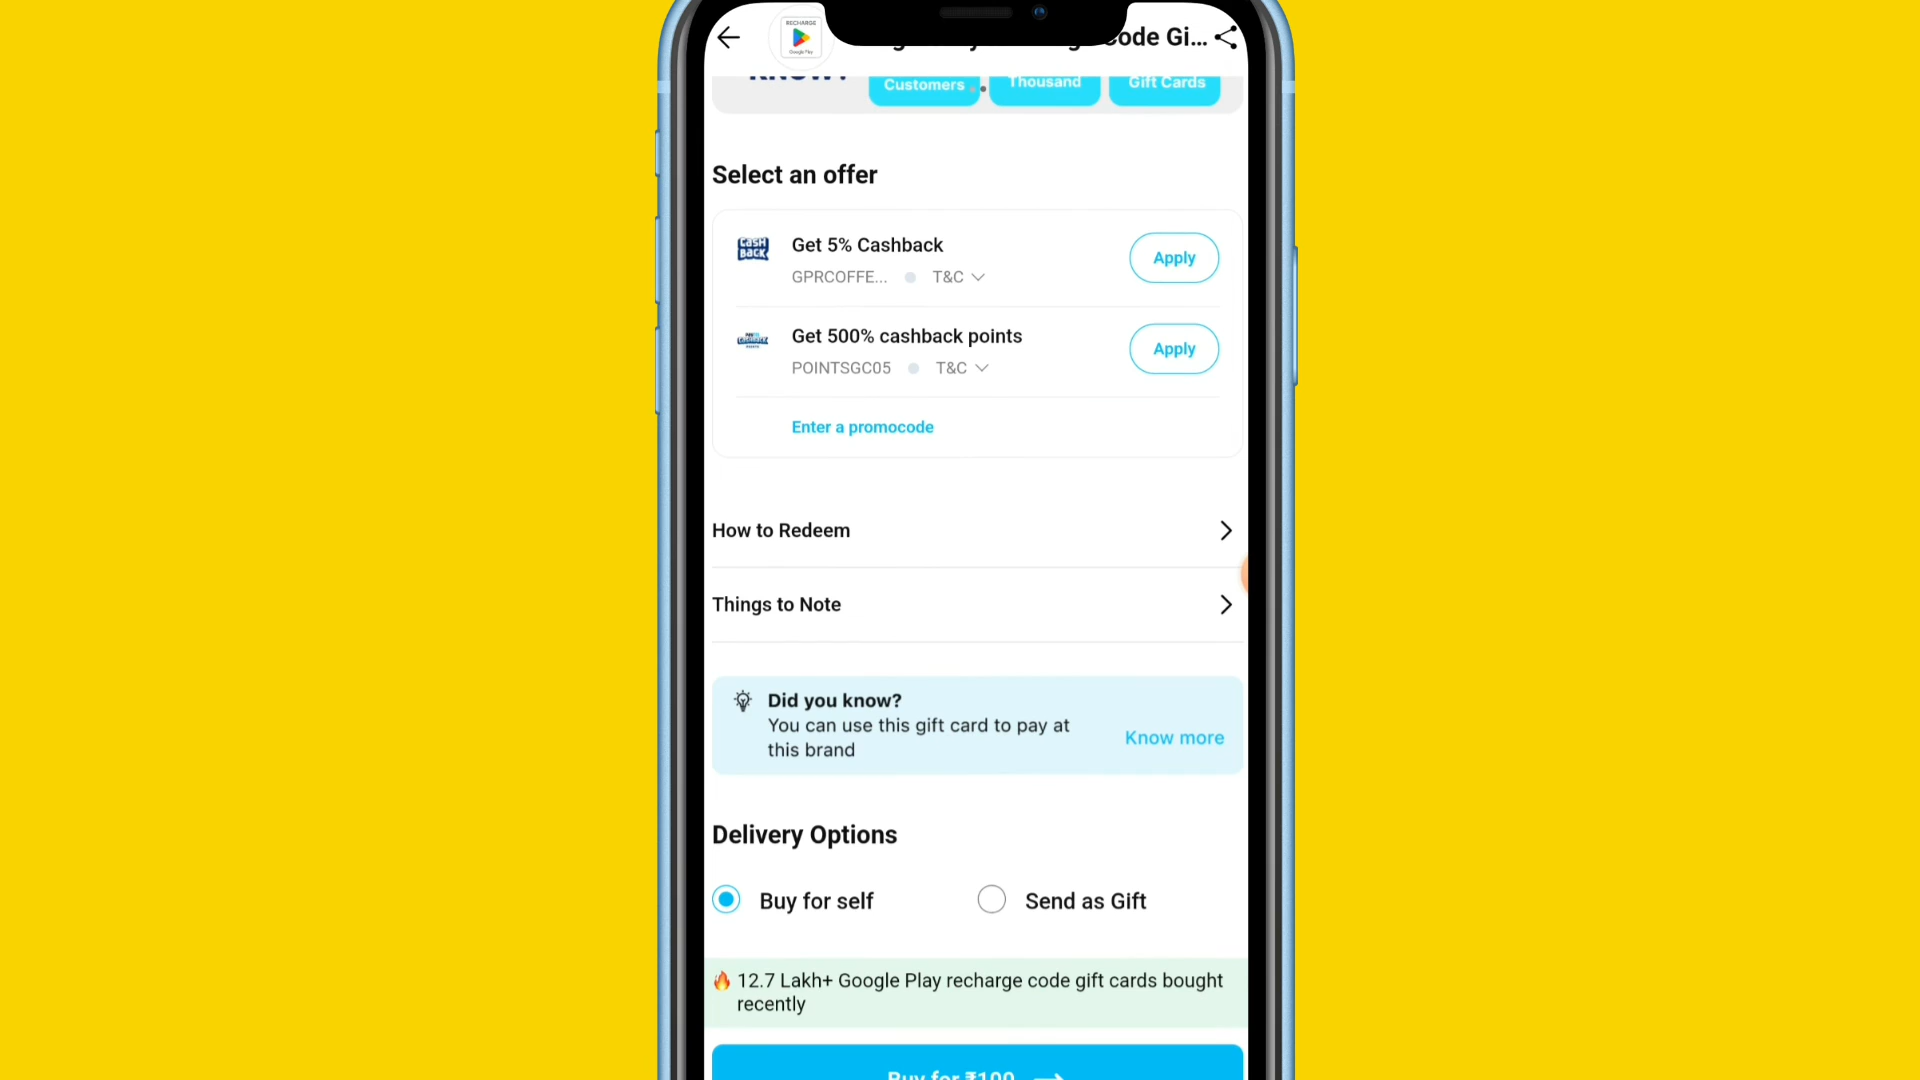 RECHARGE
Google Play
ode Gi...
Customers
Thousand
Gift Cards
Select an offer
CASH
BACK
Get 5% Cashback
Apply
GPRCOFFE...
T&C
Get 500% cashback points
Apply
POINTSGC05
T&C
Enter a promocode
How to Redeem
Things to Note
Did you know?
You can use this gift card to pay at
this brand
Know more
Delivery Options
Buy for self
Send as Gift
12.7 Lakh+ Google Play recharge code gift cards bought
recently
Buy for ₹100